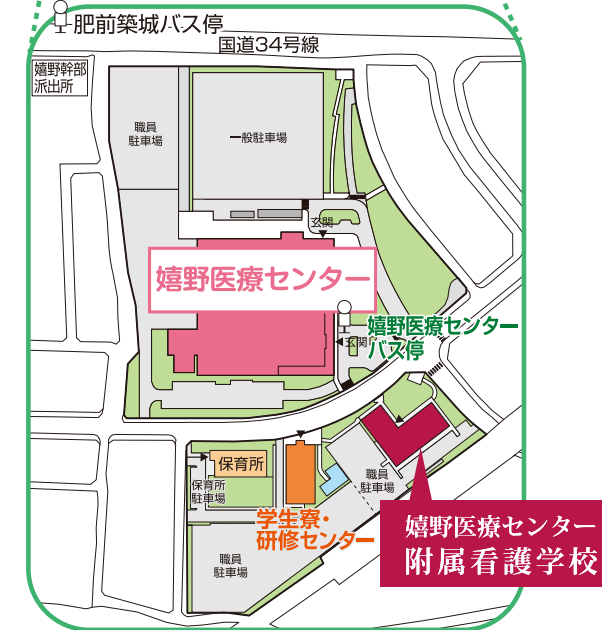 肥前築城バス停
国道34号線
嬉野幹部
派出所
職員
駐車場
一般駐車場
玄関
嬉野医療センター
嬉野医療センター
バス停
玄関
保育所
保育所
駐車場
職員
駐車場
学生寮・
研修センター
嬉野医療センター
附属看護学校
職員
駐車場